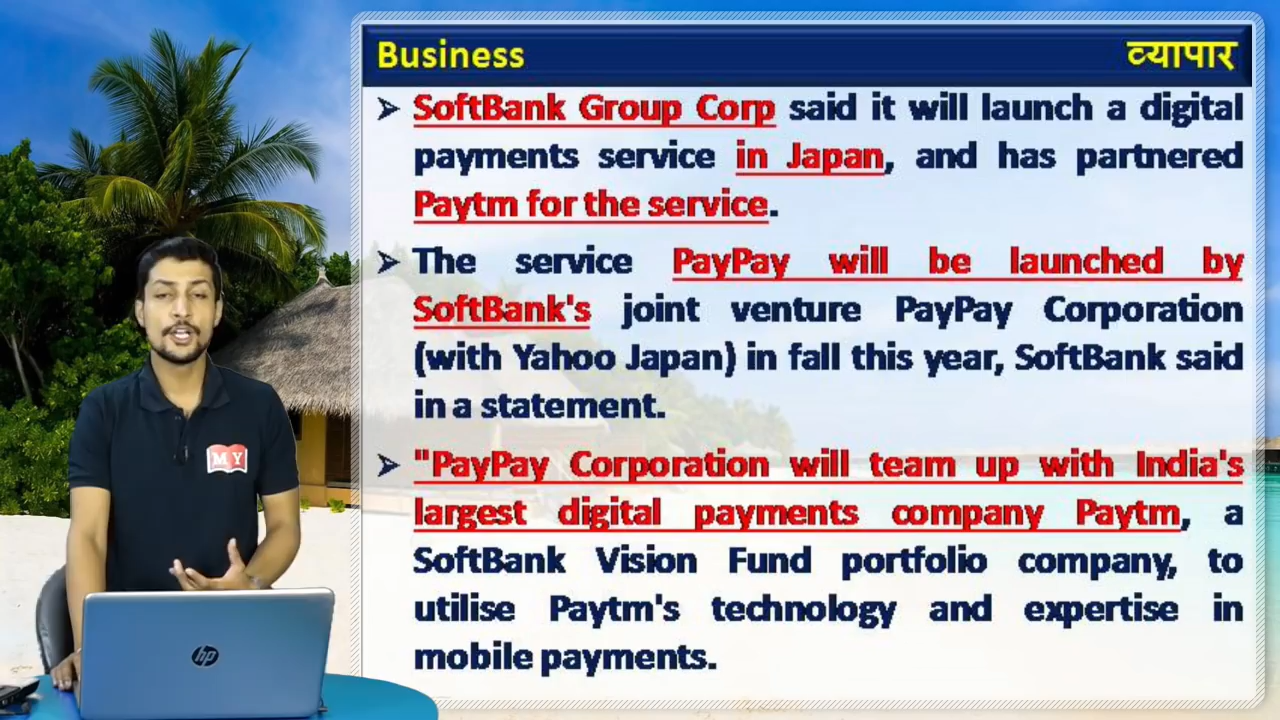 Business व्यापार
➢ SoftBank Group Corp said it will launch a digital
payments service in Japan, and has partnered
Paytm for the service.
➢ The service PayPay will be launched by
SoftBank's joint venture PayPay Corporation
(with Yahoo Japan) in fall this year, SoftBank said
in a statement.
➢ "PayPay Corporation will team up with India's
largest digital payments company Paytm, a
SoftBank Vision Fund portfolio company, to
utilise Paytm's technology and expertise in
mobile payments.
MY
hp